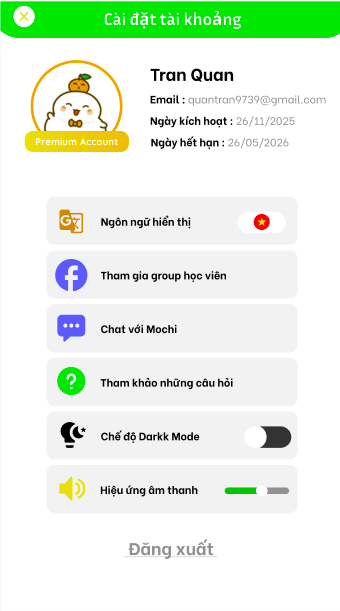 Cài đặt tài khoảng
Tran Quan
Email : quantran9739@gmail.com
Ngày kích hoạt : 26/11/2025
Premium Account
Ngày hết hạn : 26/05/2026
Ngôn ngữ hiển thị
Tham gia group học viên
Chat với Mochi
Tham khảo những câu hỏi
Chế độ Darkk Mode
Hiệu ứng âm thanh
Đăng xuất